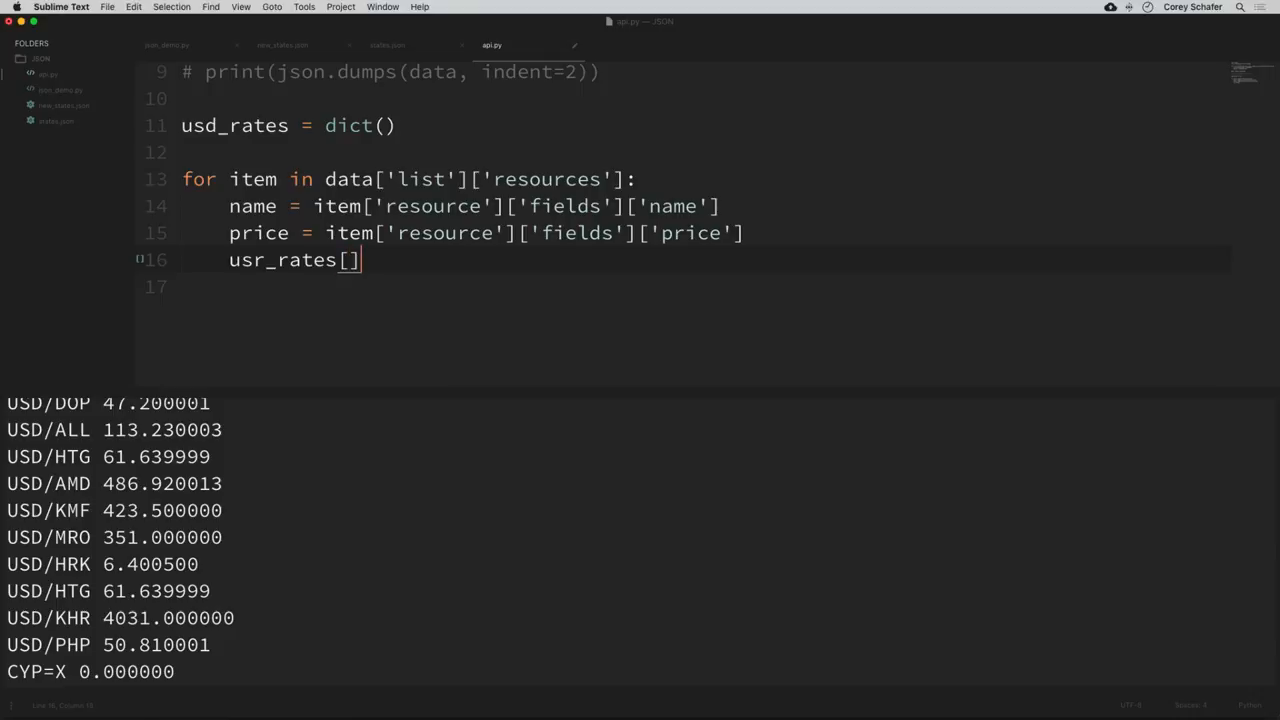 Sublime Text File Edit Selection Find View Goto Tools Project Window Help Corey Schafer
api.py — JSON
FOLDERS
json_demo.py × new_states.json × states.json × api.py
JSON
api.py
json_demo.py
new_states.json
states.json
9 # print(json.dumps(data, indent=2))
10
11 usd_rates = dict()
12
13 for item in data['list']['resources']:
14 name = item['resource']['fields']['name']
15 price = item['resource']['fields']['price']
16 usr_rates[]
17
USD/DOP 47.200001
USD/ALL 113.230003
USD/HTG 61.639999
USD/AMD 486.920013
USD/KMF 423.500000
USD/MRO 351.000000
USD/HRK 6.400500
USD/HTG 61.639999
USD/KHR 4031.000000
USD/PHP 50.810001
CYP=X 0.000000
UTF-8 Python